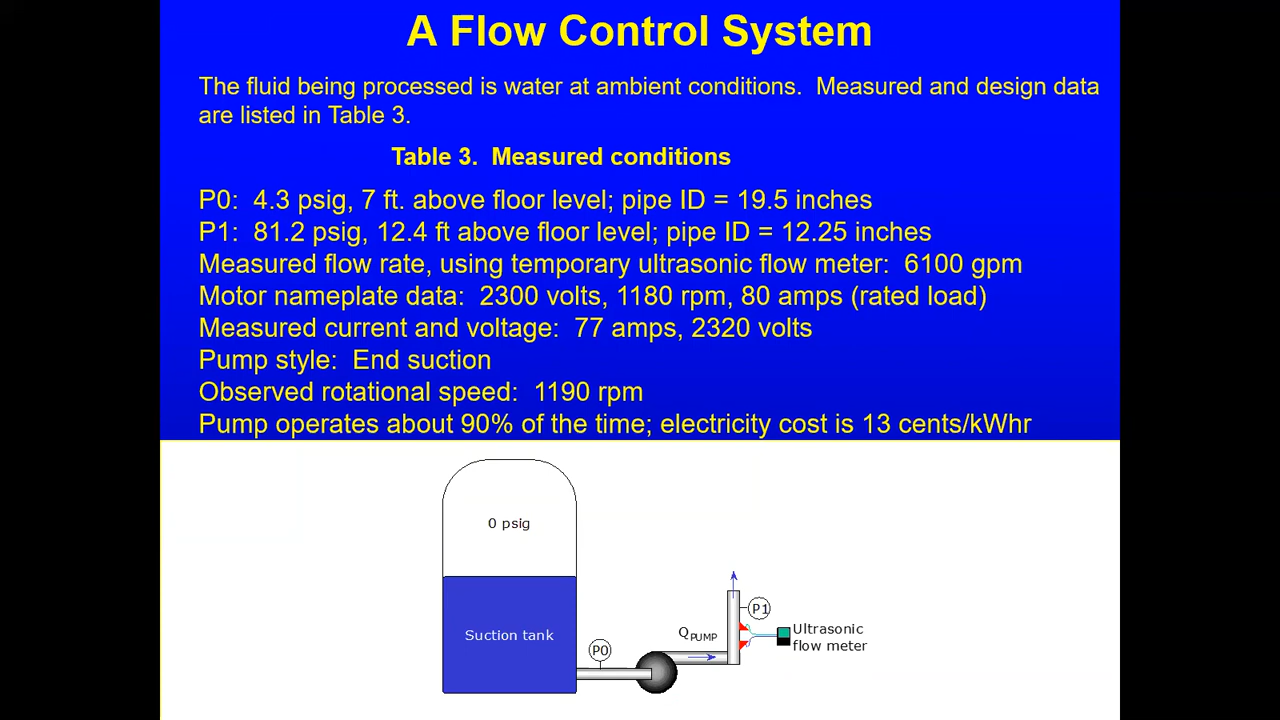 A Flow Control System
The fluid being processed is water at ambient conditions.  Measured and design data
are listed in Table 3.
Table 3.  Measured conditions
P0:  4.3 psig, 7 ft. above floor level; pipe ID = 19.5 inches
P1:  81.2 psig, 12.4 ft above floor level; pipe ID = 12.25 inches
Measured flow rate, using temporary ultrasonic flow meter:  6100 gpm
Motor nameplate data:  2300 volts, 1180 rpm, 80 amps (rated load)
Measured current and voltage:  77 amps, 2320 volts
Pump style:  End suction
Observed rotational speed:  1190 rpm
Pump operates about 90% of the time; electricity cost is 13 cents/kWhr
0 psig
Suction tank
P0
QPUMP
P1
Ultrasonic
flow meter